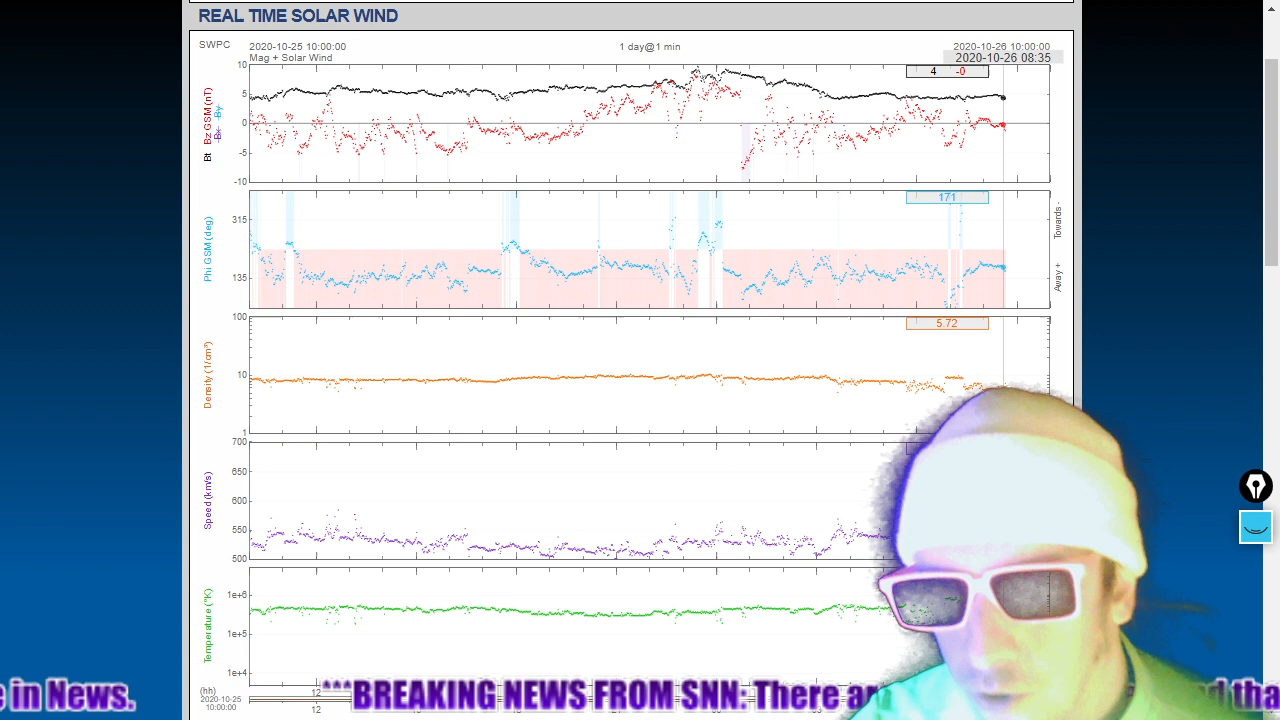 REAL TIME SOLAR WIND
SWPC
2020-10-25 10:00:00
1 day@1 min
2020-10-26 10:00:00
Mag + Solar Wind
2020-10-26 08:35
Bt Bz GSM (nT)
Bx By
10
5
0
-5
-10
4 -0
Phi GSM (deg)
315
135
171
Towards -
Away +
Density (1/cm³)
100
10
1
5.72
Speed (km/s)
700
650
600
550
500
Temperature (°K)
1e+6
1e+5
1e+4
(hh)
12
2020-10-25
10:00:00
12
e in News.
***BREAKING NEWS FROM SNN: There are
d tha